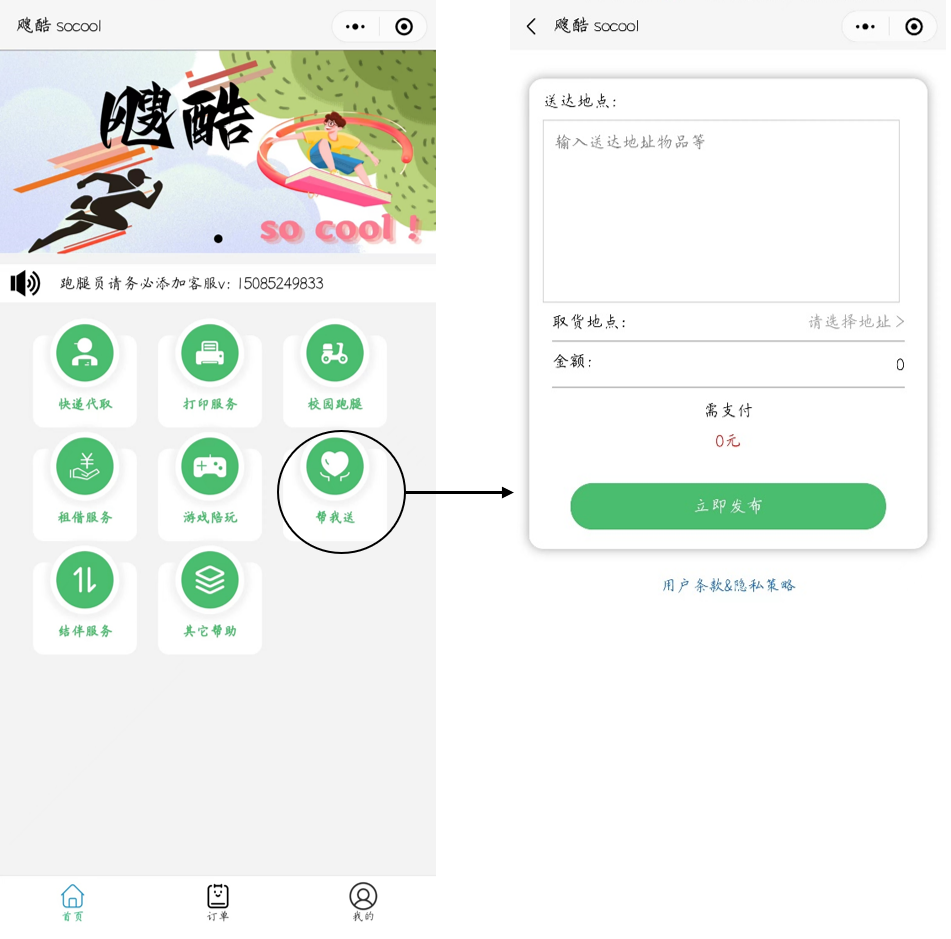 飕酷 socool
飕酷
so cool !
跑腿员请务必添加客服v: 15085249833
快递代取
打印服务
校园跑腿
租借服务
游戏陪玩
帮我送
结伴服务
其它帮助
首页
订单
我的
飕酷 socool
送达地点:
输入送达地址物品等
取货地点:
请选择地址
金额:
0
需支付
0元
立即发布
用户条款&隐私策略